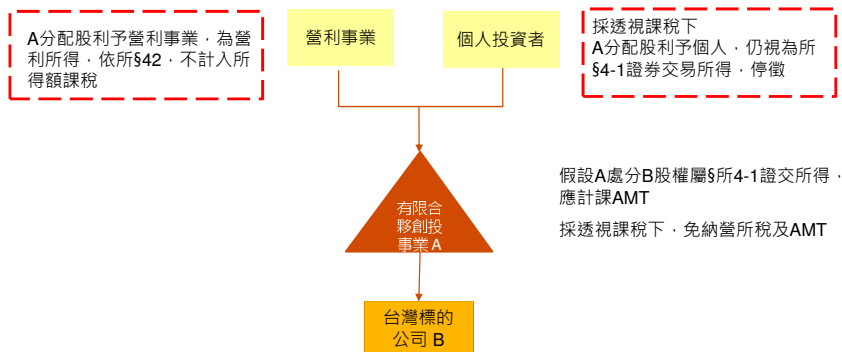 A分配股利予營利事業，為營
利所得，依所§42，不計入所
得額課稅
營利事業
個人投資者
採透視課稅下
A分配股利予個人，仍視為所
§4-1證券交易所得，停徵
假設A處分B股權屬§所4-1證交所得，
應計課AMT
採透視課稅下，免納營所稅及AMT
有限合
夥創投
事業 A
台灣標的
公司 B